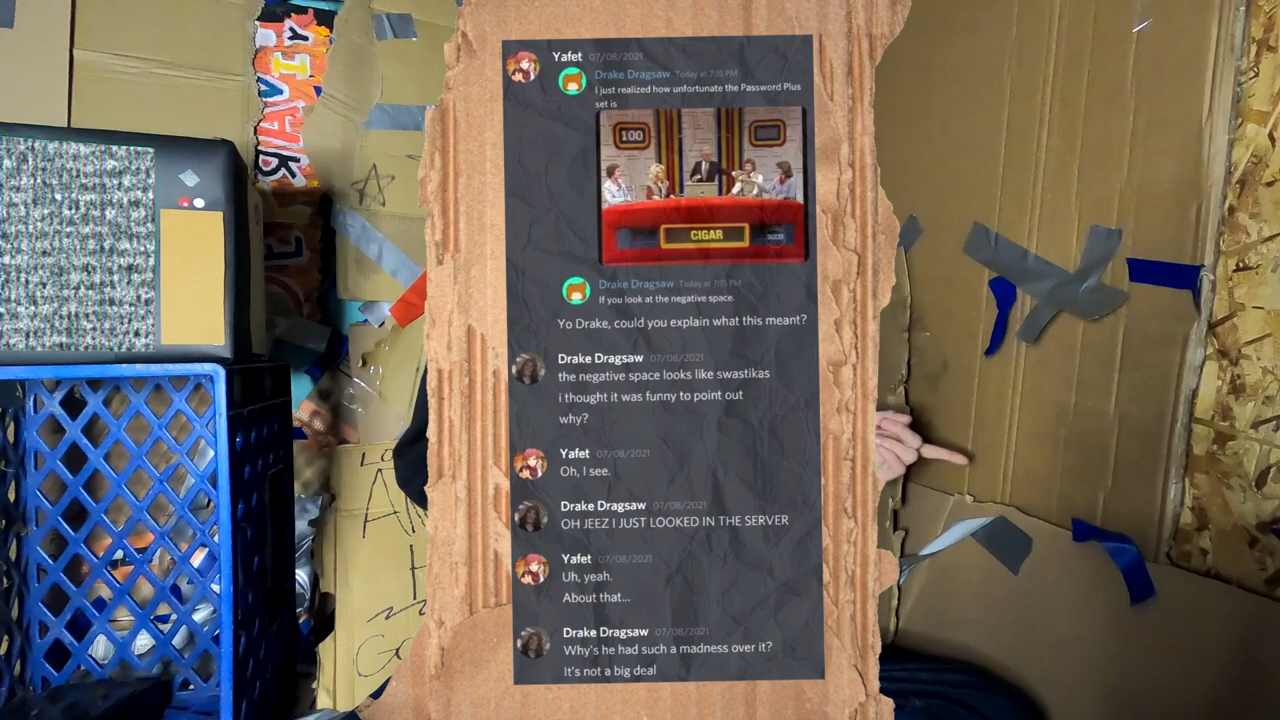 Yafet 07/08/2021
Drake Dragsaw Today at 7:15 PM
I just realized how unfortunate the Password Plus
set is
100
CIGAR
Drake Dragsaw Today at 7:15 PM
If you look at the negative space.
Yo Drake, could you explain what this meant?
Drake Dragsaw 07/08/2021
the negative space looks like swastikas
i thought it was funny to point out
why?
Yafet 07/08/2021
Oh, I see.
Drake Dragsaw 07/08/2021
OH JEEZ I JUST LOOKED IN THE SERVER
Yafet 07/08/2021
Uh, yeah.
About that...
Drake Dragsaw 07/08/2021
Why's he had such a madness over it?
It's not a big deal